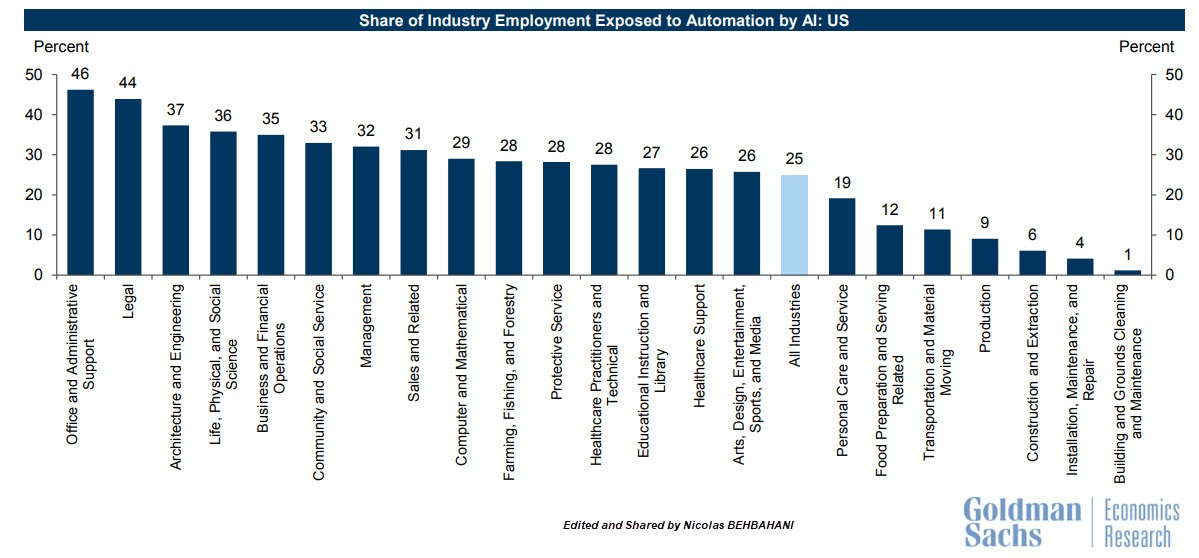 Share of Industry Employment Exposed to Automation by AI: US
Percent
Percent
50
40
30
20
10
0
46
44
37
36
35
33
32
31
29
28
28
28
27
26
26
25
19
12
11
9
6
4
1
50
40
30
20
10
0
Office and Administrative
Support
Legal
Architecture and Engineering
Life, Physical, and Social
Science
Business and Financial
Operations
Community and Social Service
Management
Sales and Related
Computer and Mathematical
Farming, Fishing, and Forestry
Protective Service
Healthcare Practitioners and
Technical
Educational Instruction and
Library
Healthcare Support
Arts, Design, Entertainment,
Sports, and Media
All Industries
Personal Care and Service
Food Preparation and Serving
Related
Transportation and Material
Moving
Production
Construction and Extraction
Installation, Maintenance, and
Repair
Building and Grounds Cleaning
and Maintenance
Edited and Shared by Nicolas BEHBAHANI
Goldman
Sachs
Economics
Research